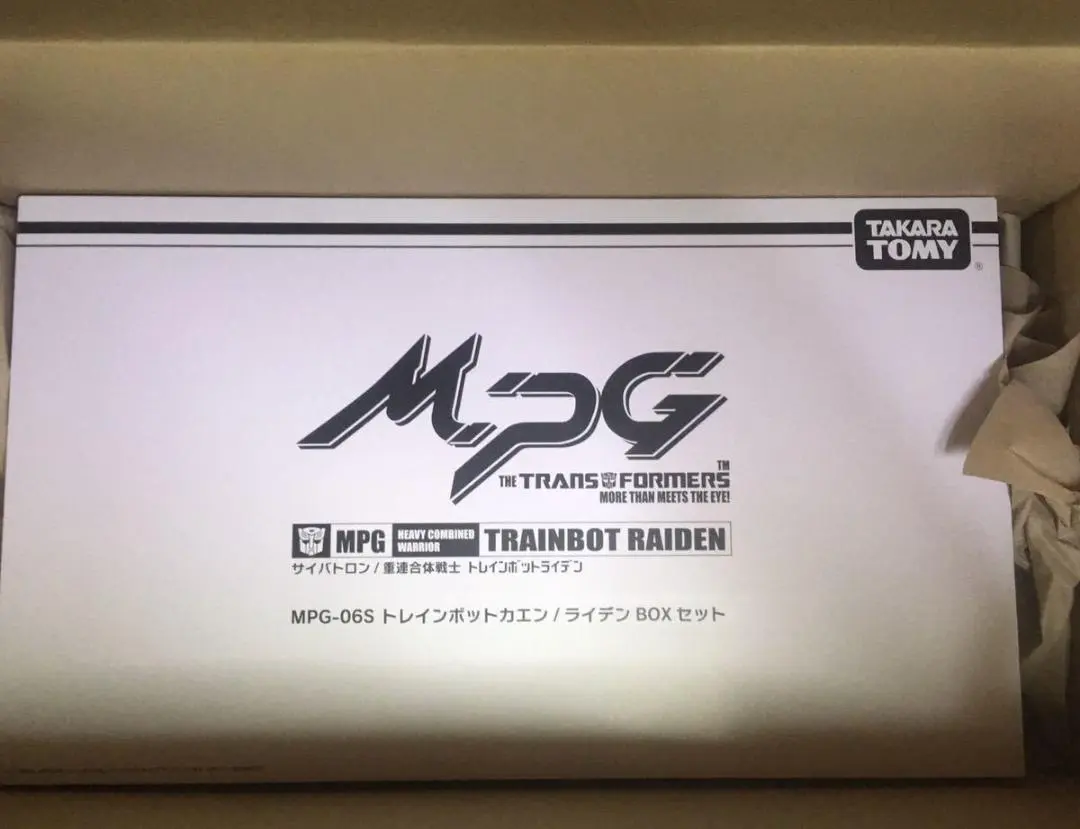 TAKARA
TOMY
®
MPG
TM
THE TRANSFORMERS
MORE THAN MEETS THE EYE!
MPG HEAVY COMBINED WARRIOR TRAINBOT RAIDEN
サイバトロン / 重連合体戦士 トレインボットライデン
MPG-06S トレインボットカエン / ライデン BOX セット